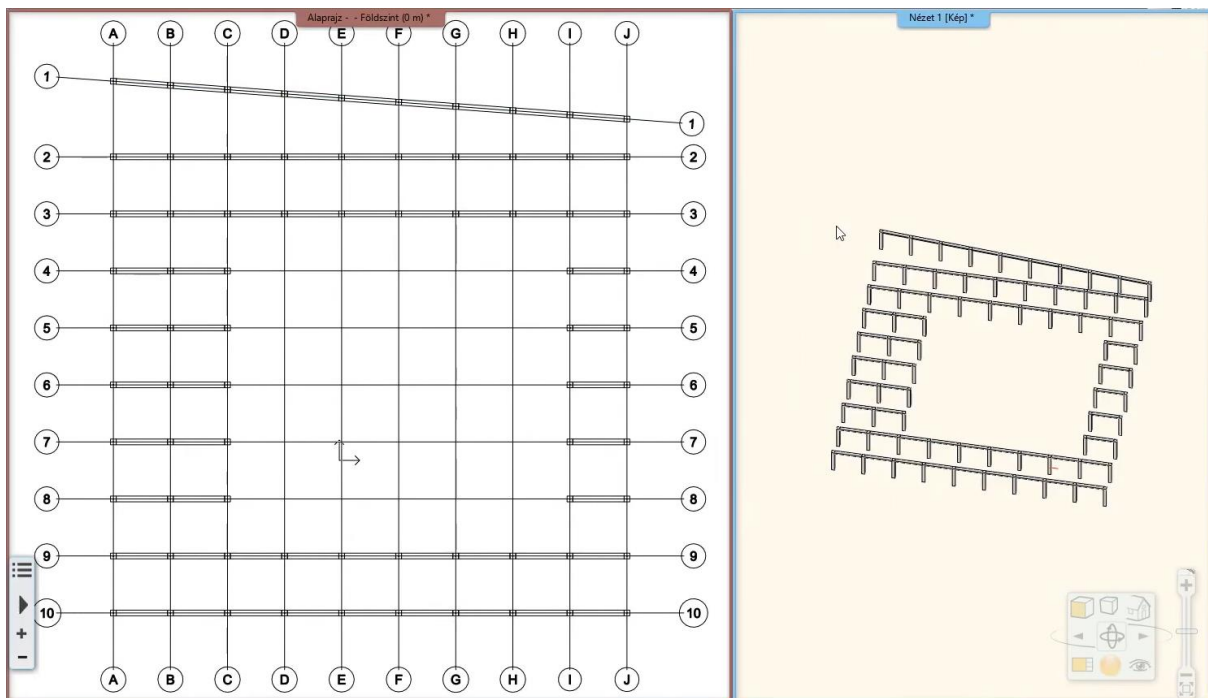 Alaprajz - - Földszint (0 m) *
Nézet 1 [Kép] *
A B C D E F G H I J
1
1
2 2
3 3
4 4
5 5
6 6
7 7
8 8
9 9
10 10
A B C D E F G H I J